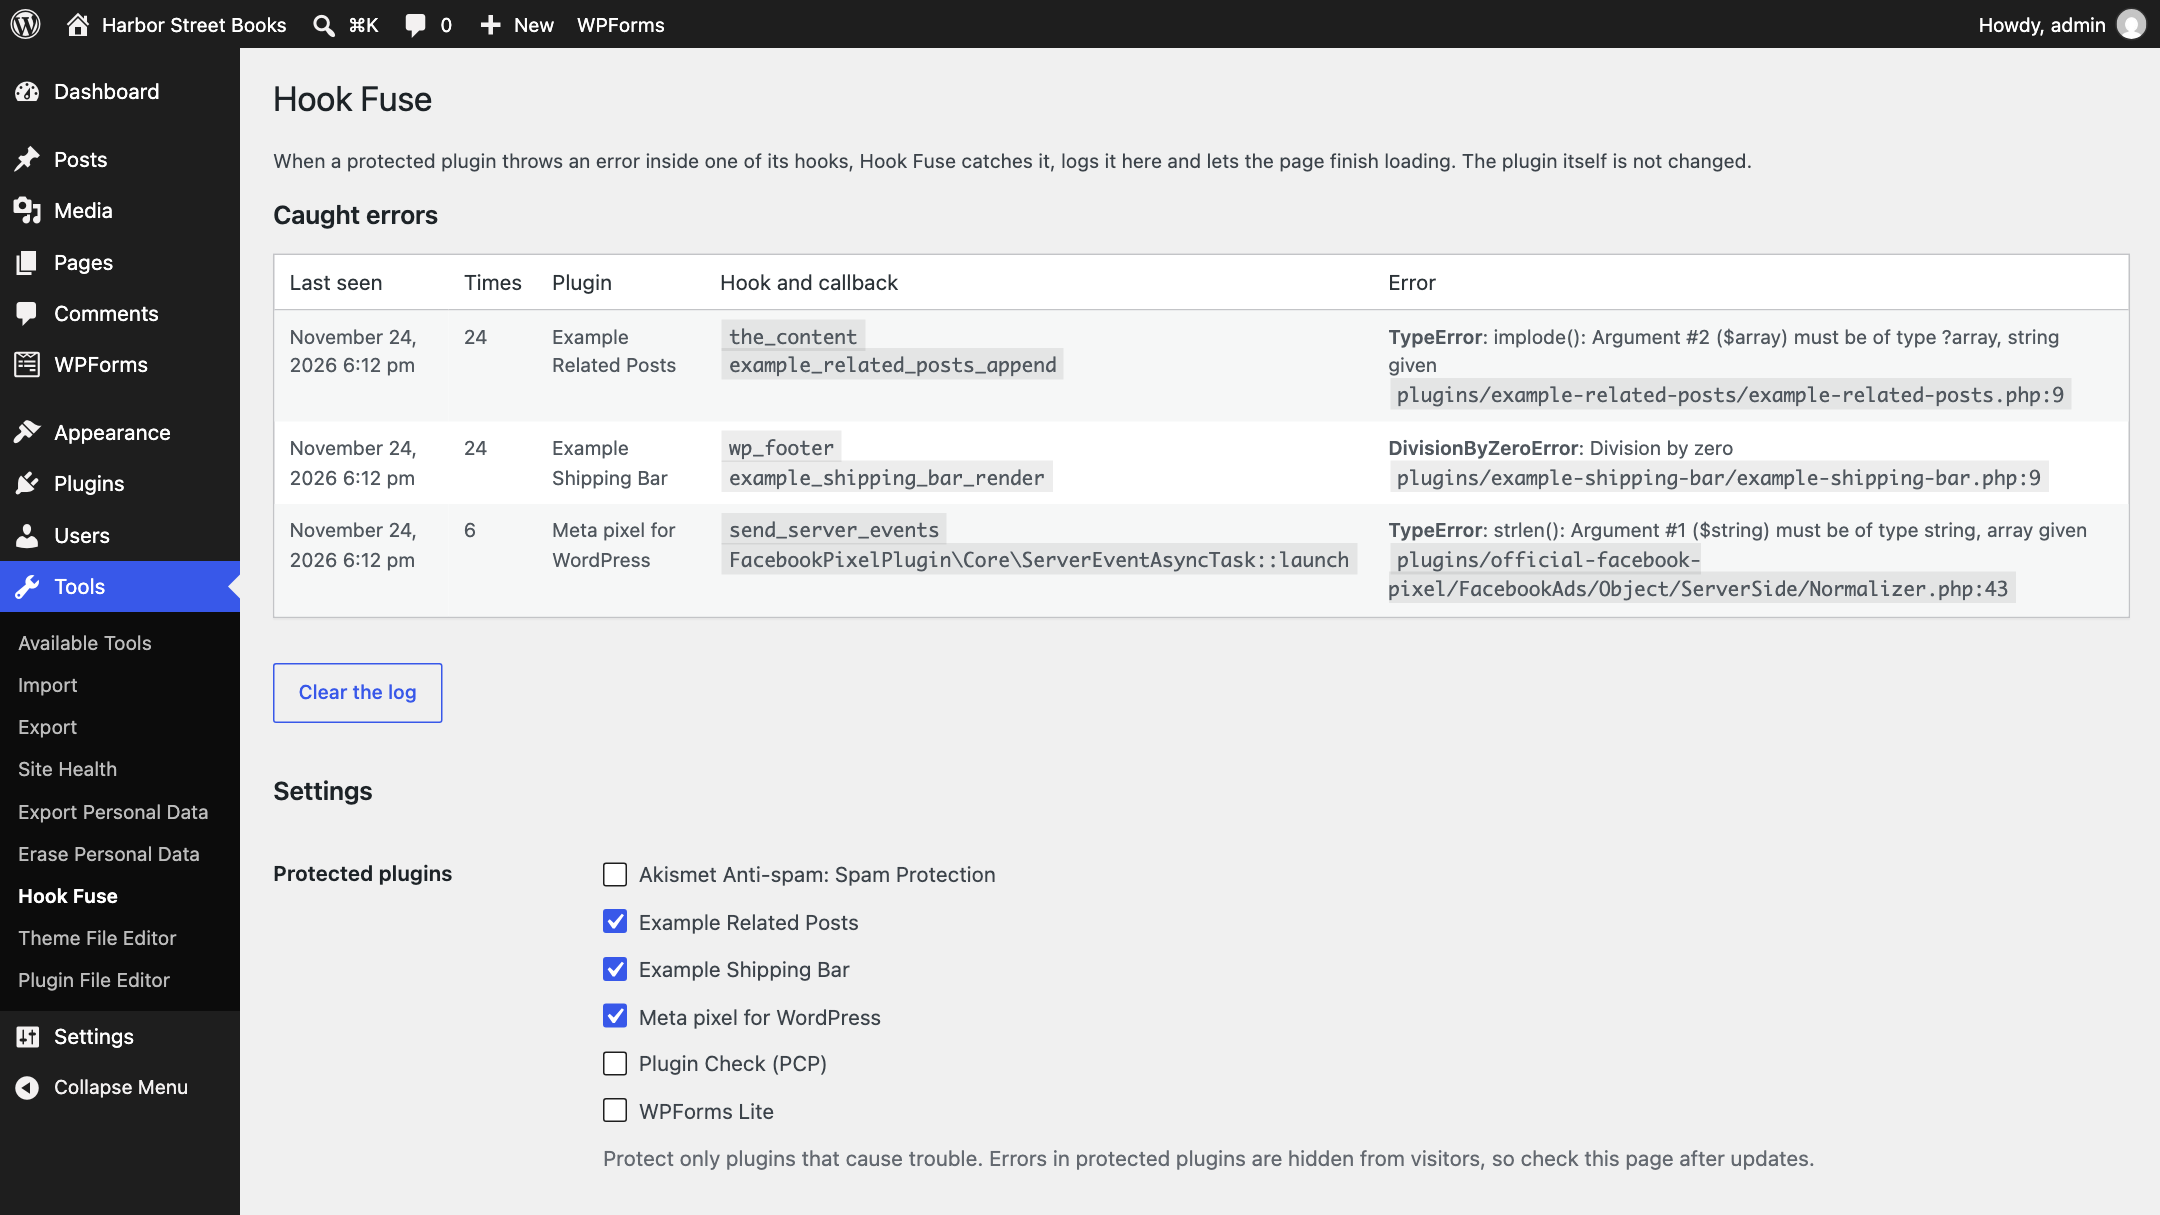 Harbor Street Books ⌘K 0 New WPForms Howdy, admin
Dashboard
Posts
Media
Pages
Comments
WPForms
Appearance
Plugins
Users
Tools
Available Tools
Import
Export
Site Health
Export Personal Data
Erase Personal Data
Hook Fuse
Theme File Editor
Plugin File Editor
Settings
Collapse Menu
Hook Fuse
When a protected plugin throws an error inside one of its hooks, Hook Fuse catches it, logs it here and lets the page finish loading. The plugin itself is not changed.
Caught errors
Last seen Times Plugin Hook and callback Error
November 24, 24 Example the_content TypeError: implode(): Argument #2 ($array) must be of type ?array, string
2026 6:12 pm Related Posts example_related_posts_append given
plugins/example-related-posts/example-related-posts.php:9
November 24, 24 Example wp_footer DivisionByZeroError: Division by zero
2026 6:12 pm Shipping Bar example_shipping_bar_render plugins/example-shipping-bar/example-shipping-bar.php:9
November 24, 6 Meta pixel for send_server_events TypeError: strlen(): Argument #1 ($string) must be of type string, array given
2026 6:12 pm WordPress FacebookPixelPlugin\Core\ServerEventAsyncTask::launch plugins/official-facebook-
pixel/FacebookAds/Object/ServerSide/Normalizer.php:43
Clear the log
Settings
Protected plugins
Akismet Anti-spam: Spam Protection
Example Related Posts
Example Shipping Bar
Meta pixel for WordPress
Plugin Check (PCP)
WPForms Lite
Protect only plugins that cause trouble. Errors in protected plugins are hidden from visitors, so check this page after updates.